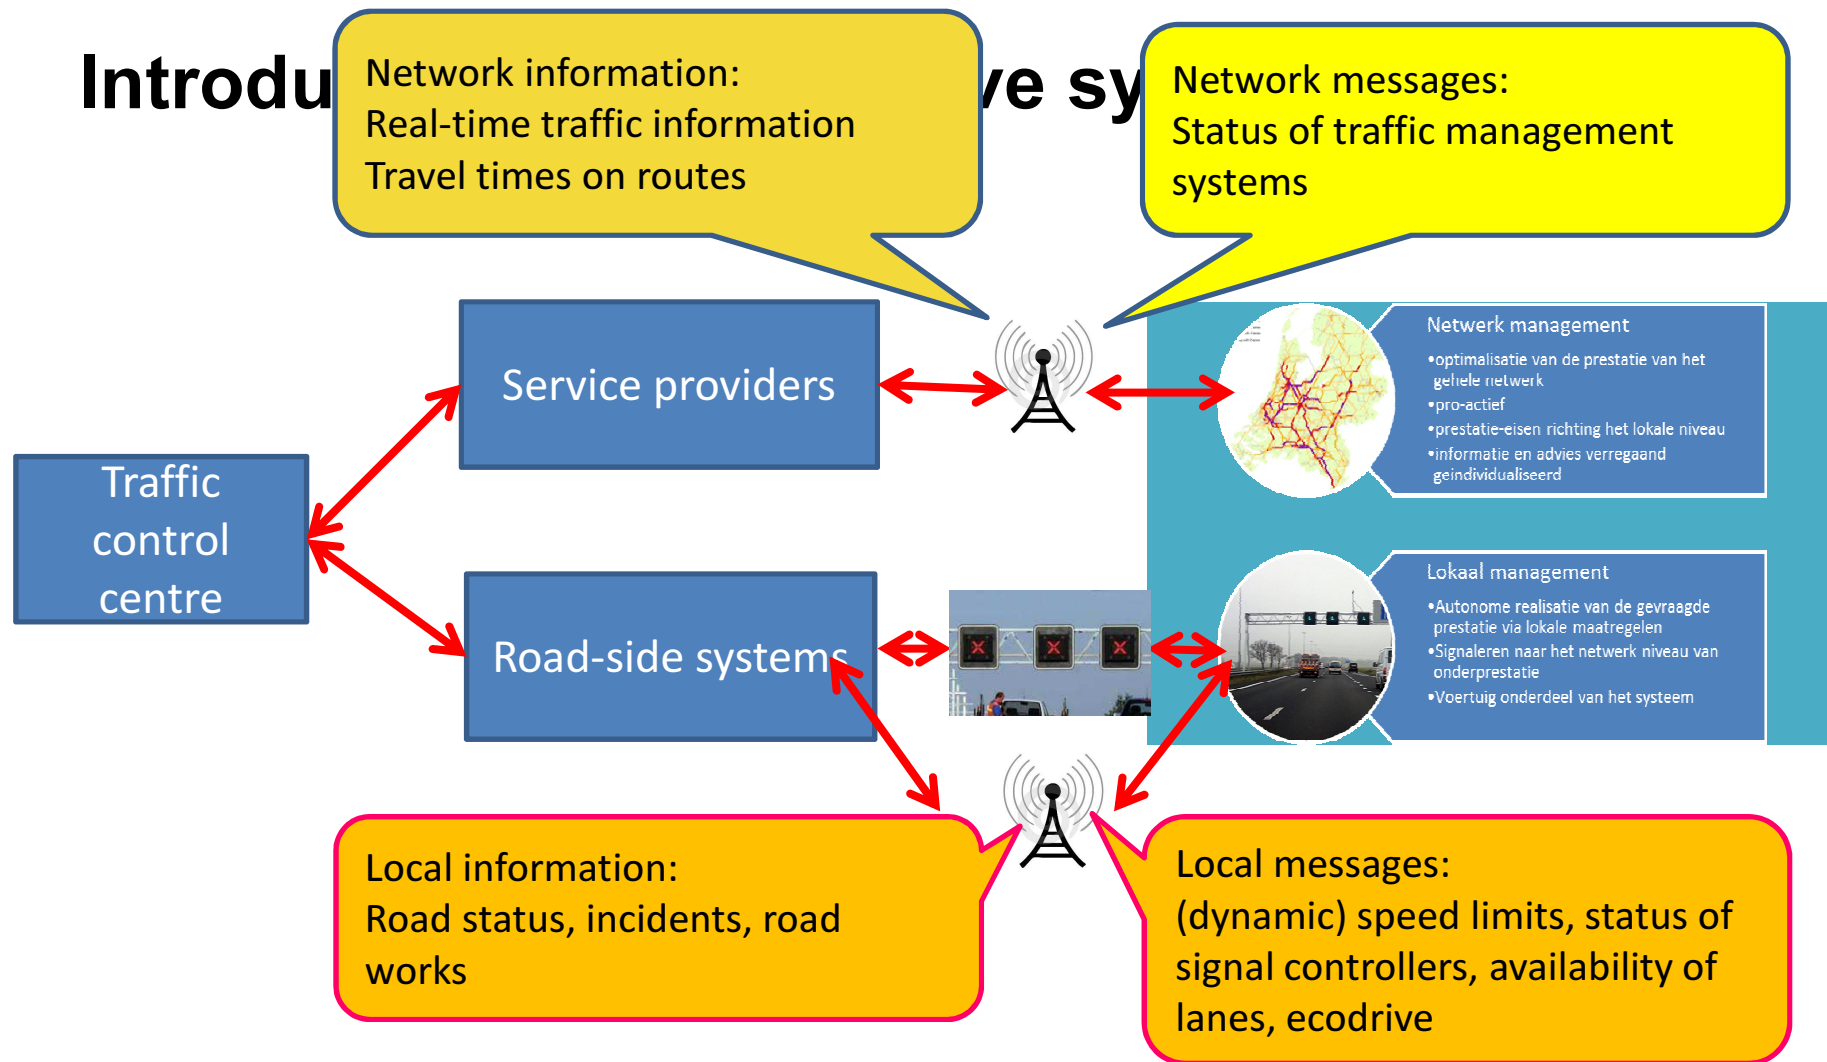 Introdu
ve sy
Network information:
Real-time traffic information
Travel times on routes
Network messages:
Status of traffic management
systems
Service providers
Netwerk management
•optimalisatie van de prestatie van het
gehele netwerk
•pro-actief
•prestatie-eisen richting het lokale niveau
•informatie en advies verregaand
geindividualiseerd
Traffic
control
centre
Road-side systems
Lokaal management
•Autonome realisatie van de gevraagde
prestatie via lokale maatregelen
•Signaleren naar het netwerk niveau van
onderprestatie
•Voertuig onderdeel van het systeem
Local information:
Road status, incidents, road
works
Local messages:
(dynamic) speed limits, status of
signal controllers, availability of
lanes, ecodrive